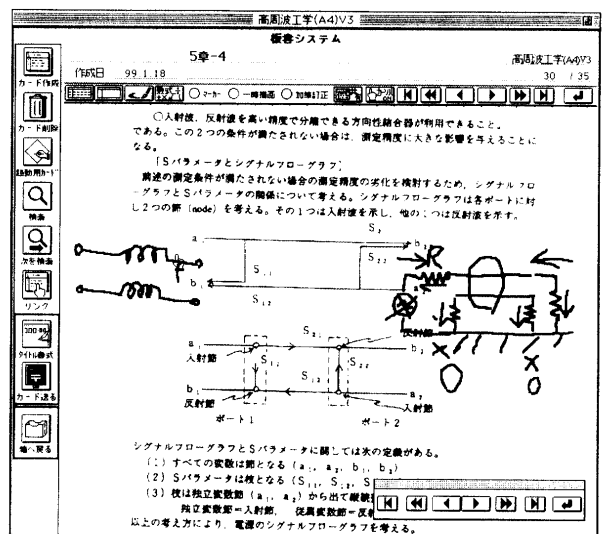 高周波工学(A4)V3
板書システム
5章-4
高周波工学(A4)V3
作成日 99.1.18
30 / 35
カード作成
○マーカー ○一時描画 ○加筆訂正
カード削除
検索
次を検索
リンク
タイトル書式
カード送る
○入射波，反射波を高い精度で分離できる方向性結合器が利用できること。
である。この2つの条件が満たされない場合は，測定精度に大きな影響を与えることに
なる。
「Sパラメータとシグナルフローグラフ」
前述の測定条件が満たされない場合の測定精度の劣化を検討するため，シグナルフロ
ーグラフとSパラメータの関係について考える。シグナルフローグラフは各ポートに対
し2つの節（node）を考える。その1つは入射波を示し，他の1つは反射波を示す。
R
S₂₂
S₁₂
a₁ S₂₁ 反射節
b₂
入射節
S₂₂
b₁ a₂
反射節 入射節
ポート1 ポート2
シグナルフローグラフとSパラメータに関しては次の定義がある。
(1) すべての変数は節となる（a₁, a₂, b₁, b₂）
(2) Sパラメータは枝となる（S₁₁, S₁₂, S
(3) 枝は独立変数節（a₁, a₂）から出て縦続
独立変数節＝入射節， 従属変数節＝反射
以上の考え方により，電源のシグナルフローグラフを考える。